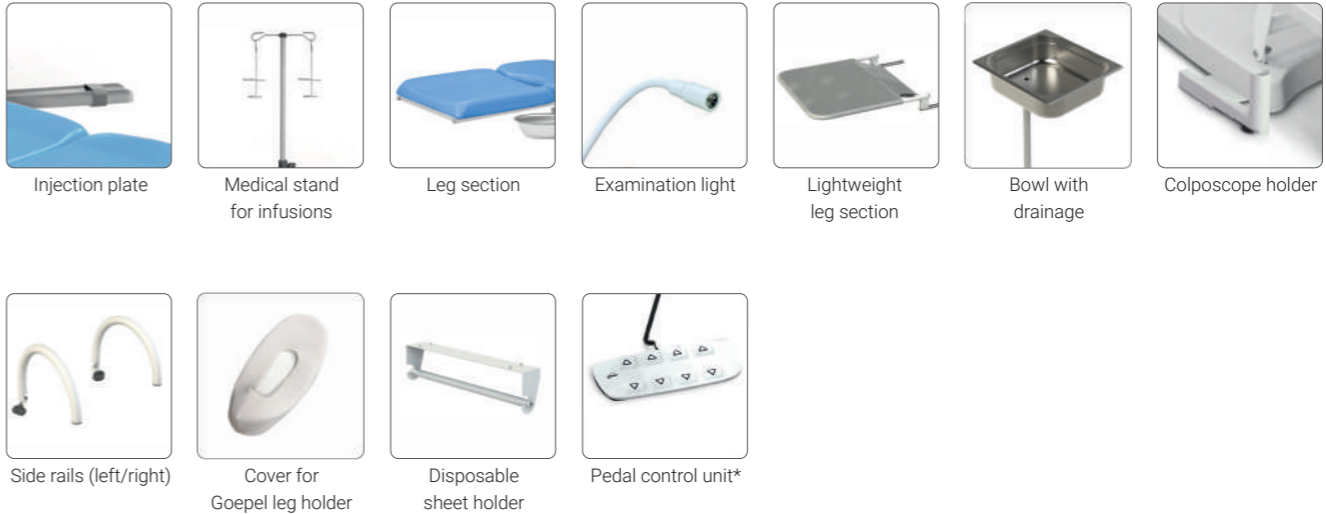 Injection plate
Medical stand
for infusions
Leg section
Examination light
Lightweight
leg section
Bowl with
drainage
Colposcope holder
Side rails (left/right)
Cover for
Goepel leg holder
Disposable
sheet holder
Pedal control unit*